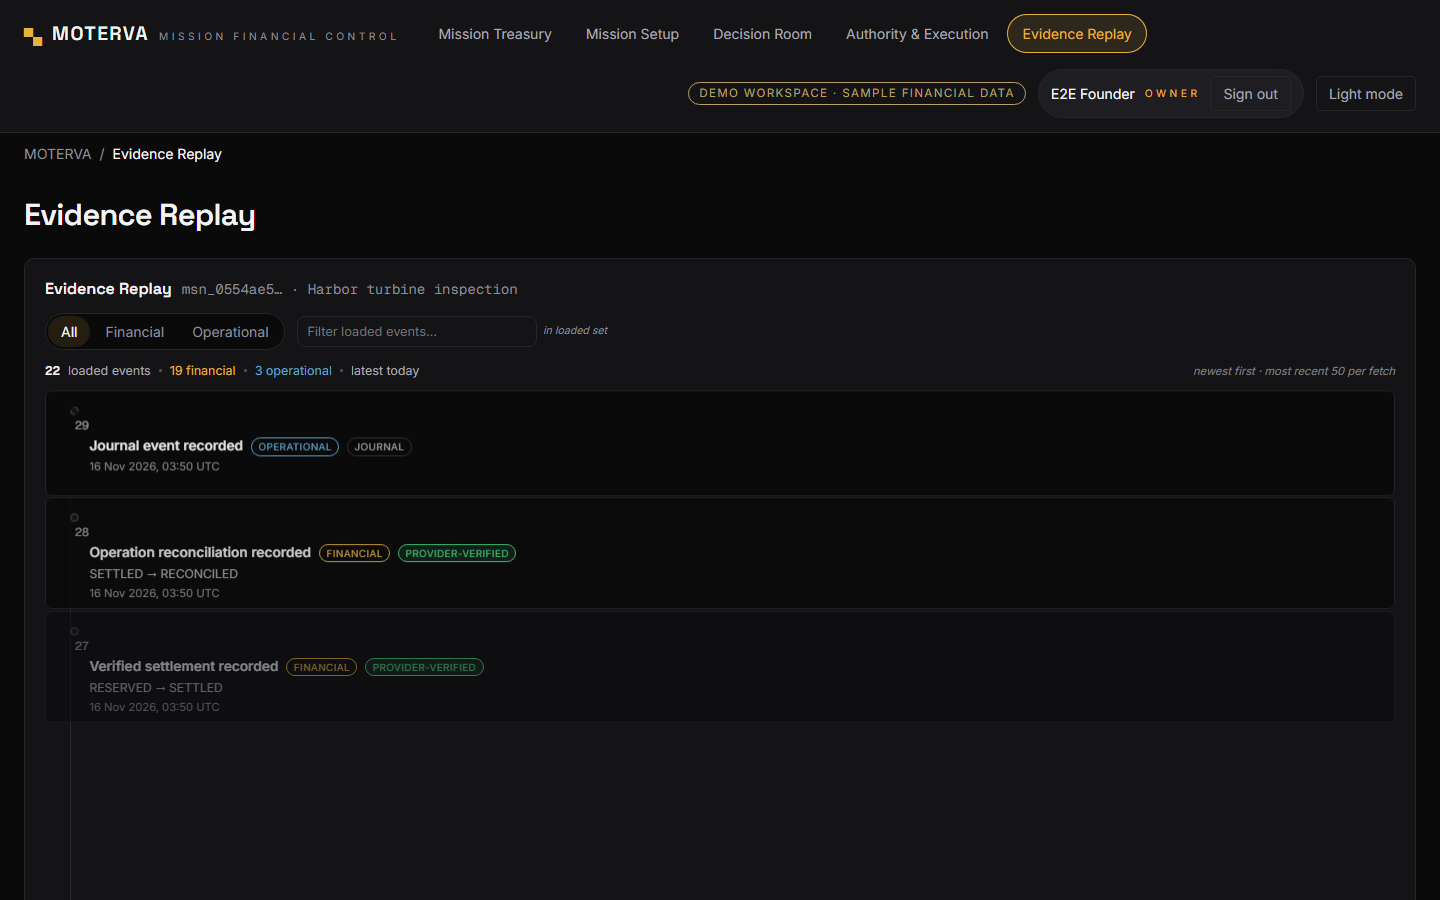 MOTERVA MISSION FINANCIAL CONTROL Mission Treasury Mission Setup Decision Room Authority & Execution Evidence Replay
DEMO WORKSPACE · SAMPLE FINANCIAL DATA E2E Founder OWNER Sign out Light mode
MOTERVA / Evidence Replay
Evidence Replay
Evidence Replay msn_0554ae5… · Harbor turbine inspection
All Financial Operational Filter loaded events... in loaded set
22 loaded events • 19 financial • 3 operational • latest today newest first · most recent 50 per fetch
29
Journal event recorded OPERATIONAL JOURNAL
16 Nov 2026, 03:50 UTC
28
Operation reconciliation recorded FINANCIAL PROVIDER-VERIFIED
SETTLED → RECONCILED
16 Nov 2026, 03:50 UTC
27
Verified settlement recorded FINANCIAL PROVIDER-VERIFIED
RESERVED → SETTLED
16 Nov 2026, 03:50 UTC